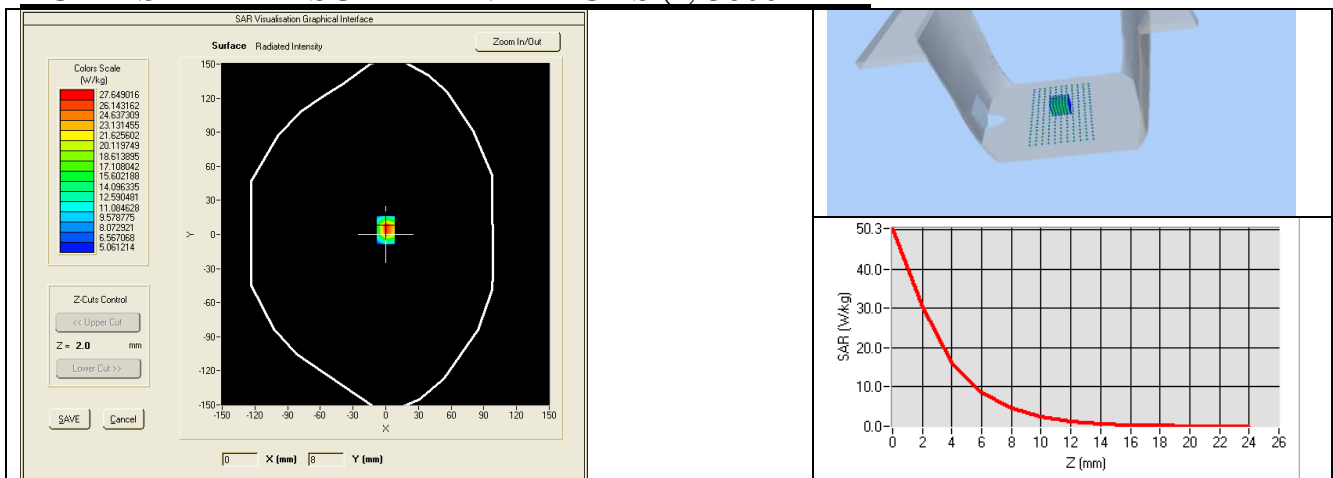 SAR Visualisation Graphical Interface
Surface Radiated Intensity
Zoom In/Out
Colors Scale
(W/kg)
27.649016
26.143162
24.637309
23.131455
21.625602
20.119749
18.613895
17.108042
15.602188
14.096335
12.590481
11.084628
9.578775
8.072921
6.567068
5.061214
Z-Cuts Control
<< Upper Cut
Z = 2.0 mm
Lower Cut >>
SAVE Cancel
150
120
90
60
30
0
-30
-60
-90
-120
-150
Y
-150 -120 -90 -60 -30 0 30 60 90 120 150
X
0 X (mm) 8 Y (mm)
50.3
40.0
30.0
20.0
10.0
0.0
SAR (W/kg)
0 2 4 6 8 10 12 14 16 18 20 22 24 26
Z (mm)